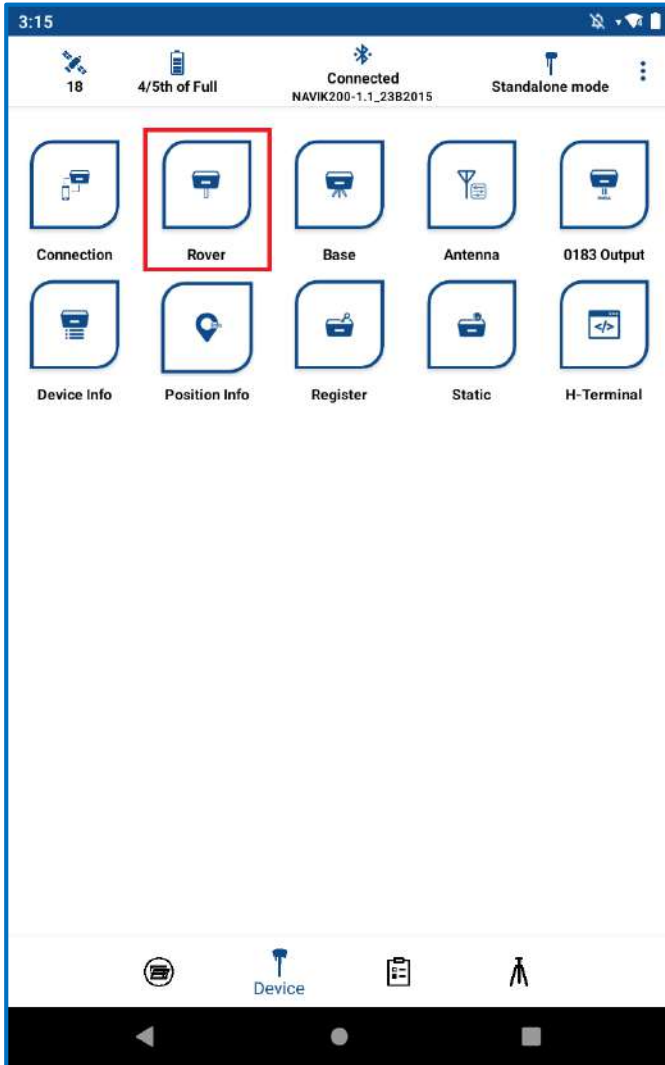 3:15
18
4/5th of Full
Connected
NAVIK200-1.1_23B2015
Standalone mode
Connection
Rover
Base
Antenna
0183 Output
Device Info
Position Info
Register
Static
H-Terminal
Device